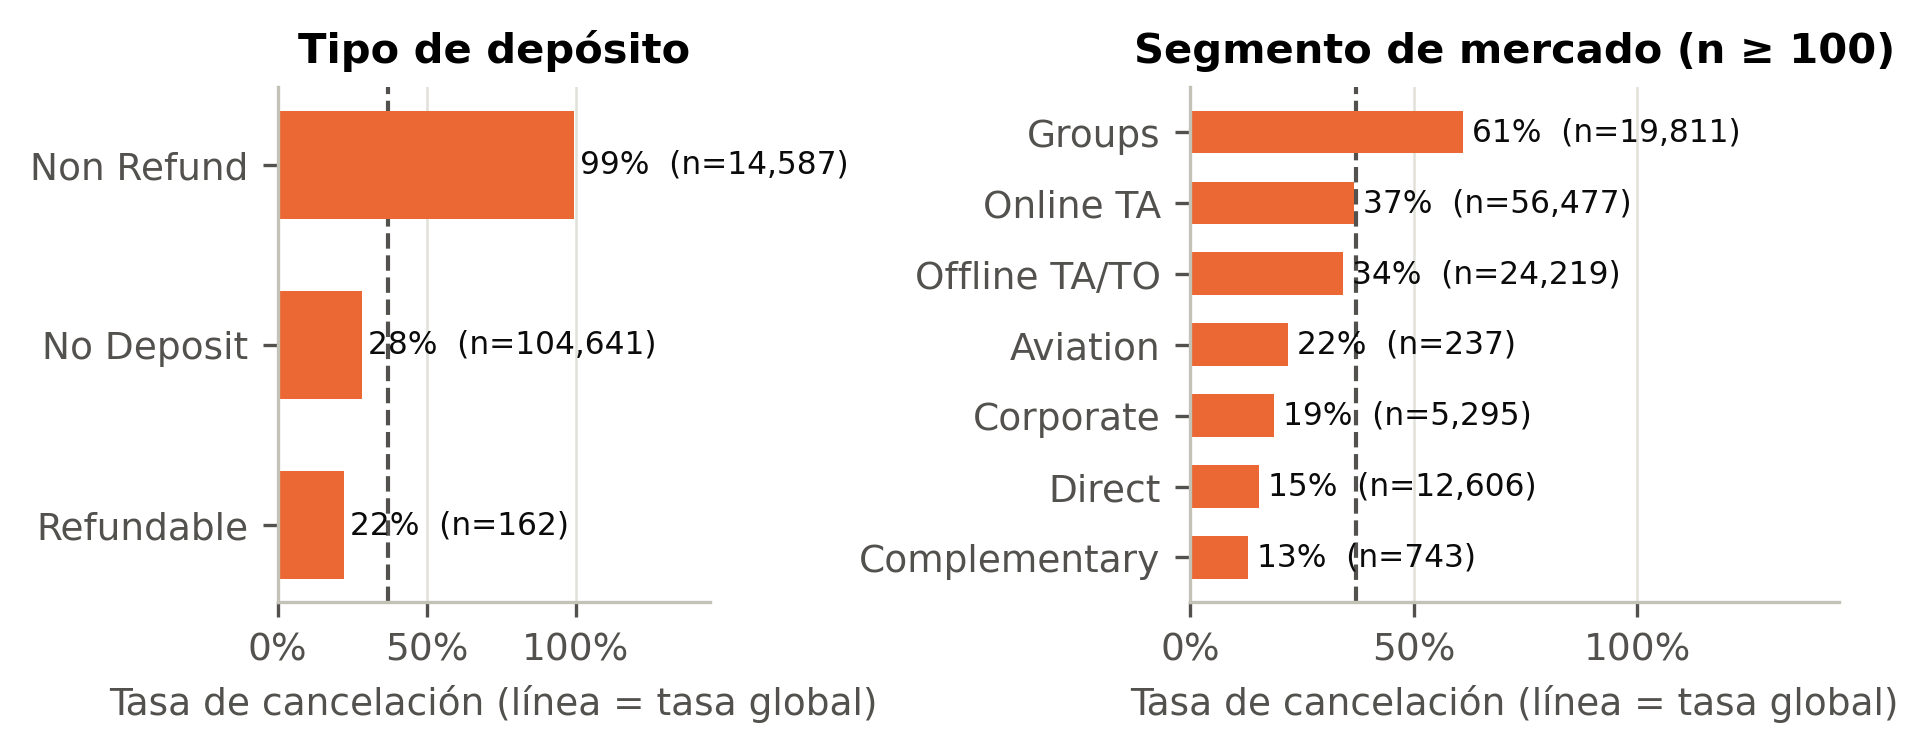 Tipo de depósito
Non Refund
99% (n=14,587)
No Deposit
28% (n=104,641)
Refundable
22% (n=162)
0% 50% 100%
Tasa de cancelación (línea = tasa global)
Segmento de mercado (n ≥ 100)
Groups
61% (n=19,811)
Online TA
37% (n=56,477)
Offline TA/TO
34% (n=24,219)
Aviation
22% (n=237)
Corporate
19% (n=5,295)
Direct
15% (n=12,606)
Complementary
13% (n=743)
0% 50% 100%
Tasa de cancelación (línea = tasa global)